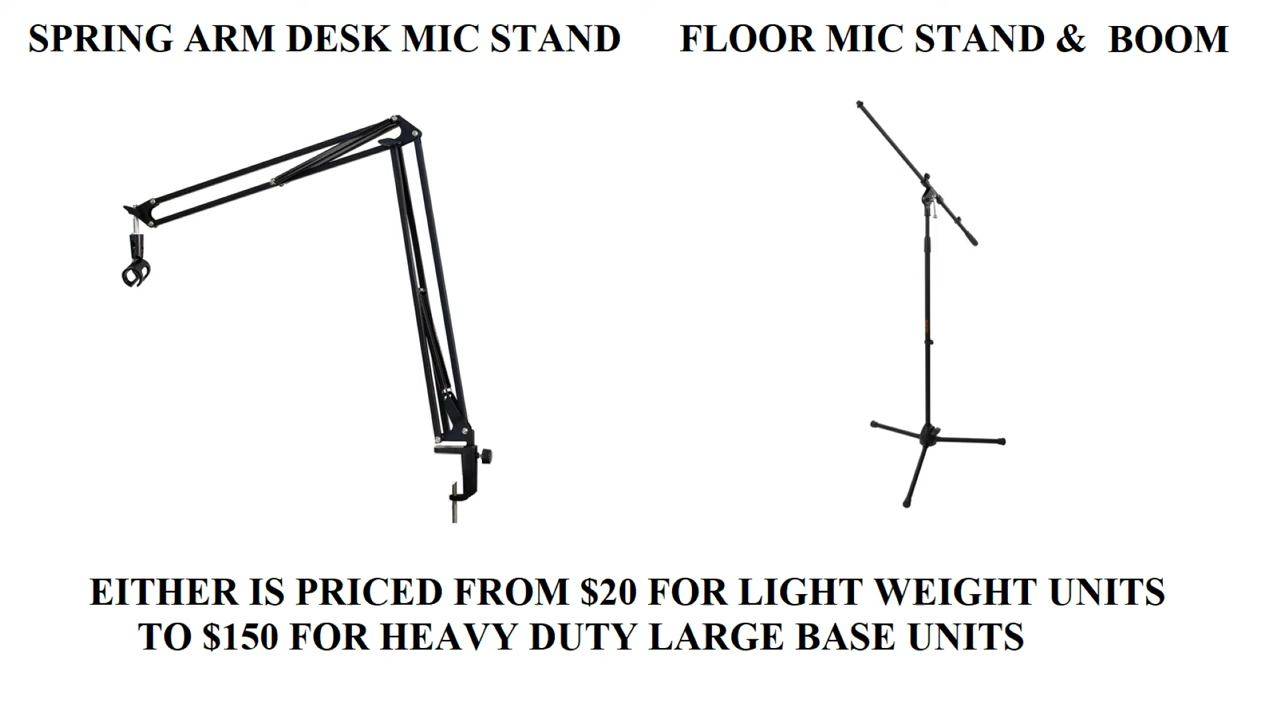 SPRING ARM DESK MIC STAND
FLOOR MIC STAND & BOOM
EITHER IS PRICED FROM $20 FOR LIGHT WEIGHT UNITS
TO $150 FOR HEAVY DUTY LARGE BASE UNITS